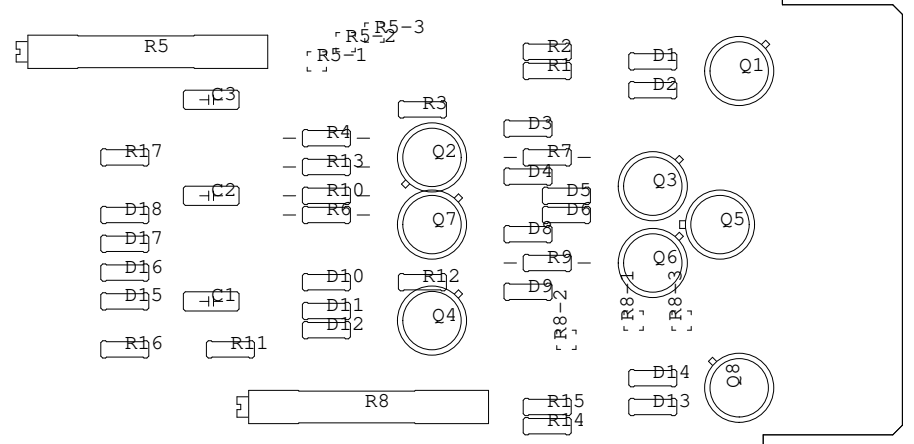 R5-3
R5-2
R5
R5-1
R2
R1
D1
Q1
D2
C3
R3
D3
R4
R17
R13
Q2
R7
D4
Q3
C2
R10
D5
D18
R6
Q7
D6
Q5
D17
D8
D16
D10
R12
R9
Q6
D15
C1
D11
D12
Q4
D9
R8-2
R8-1
R8-3
R16
R11
D14
Q8
R8
R15
D13
R14